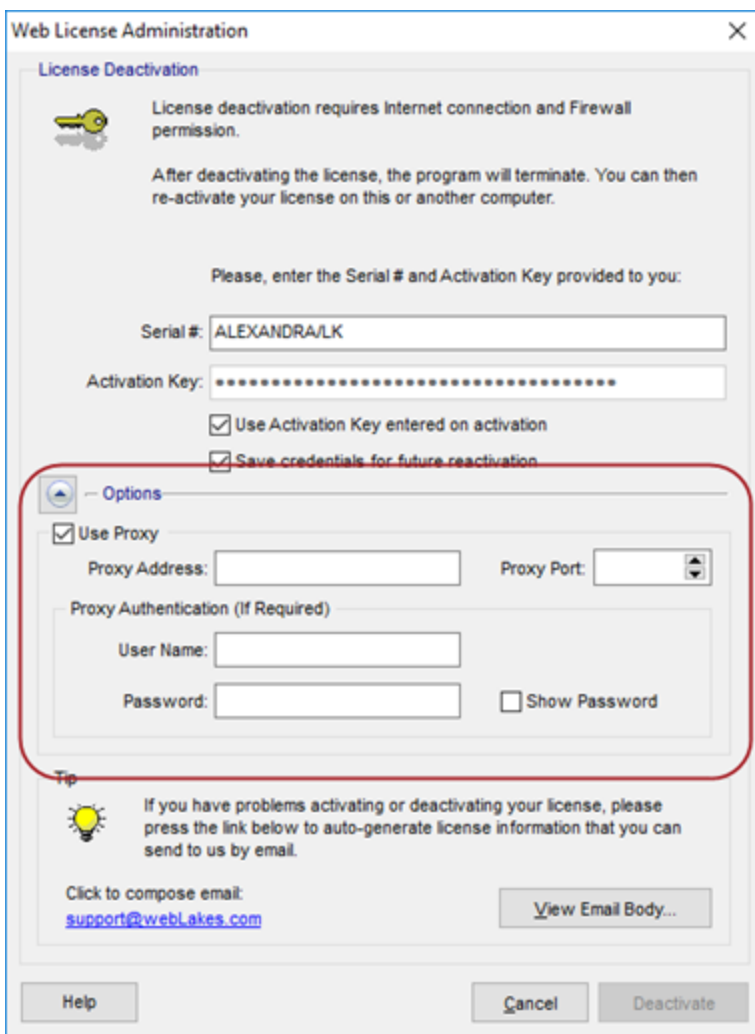 Web License Administration
License Deactivation
License deactivation requires Internet connection and Firewall
permission.
After deactivating the license, the program will terminate. You can then
re-activate your license on this or another computer.
Please, enter the Serial # and Activation Key provided to you:
Serial #: ALEXANDRA/LK
Activation Key: •••••••••••••••••••••••••••••••••••••
Use Activation Key entered on activation
Save credentials for future reactivation
Options
Use Proxy
Proxy Address: Proxy Port:
Proxy Authentication (If Required)
User Name:
Password: Show Password
Tip
If you have problems activating or deactivating your license, please
press the link below to auto-generate license information that you can
send to us by email.
Click to compose email:
support@webLakes.com
View Email Body...
Help Cancel Deactivate